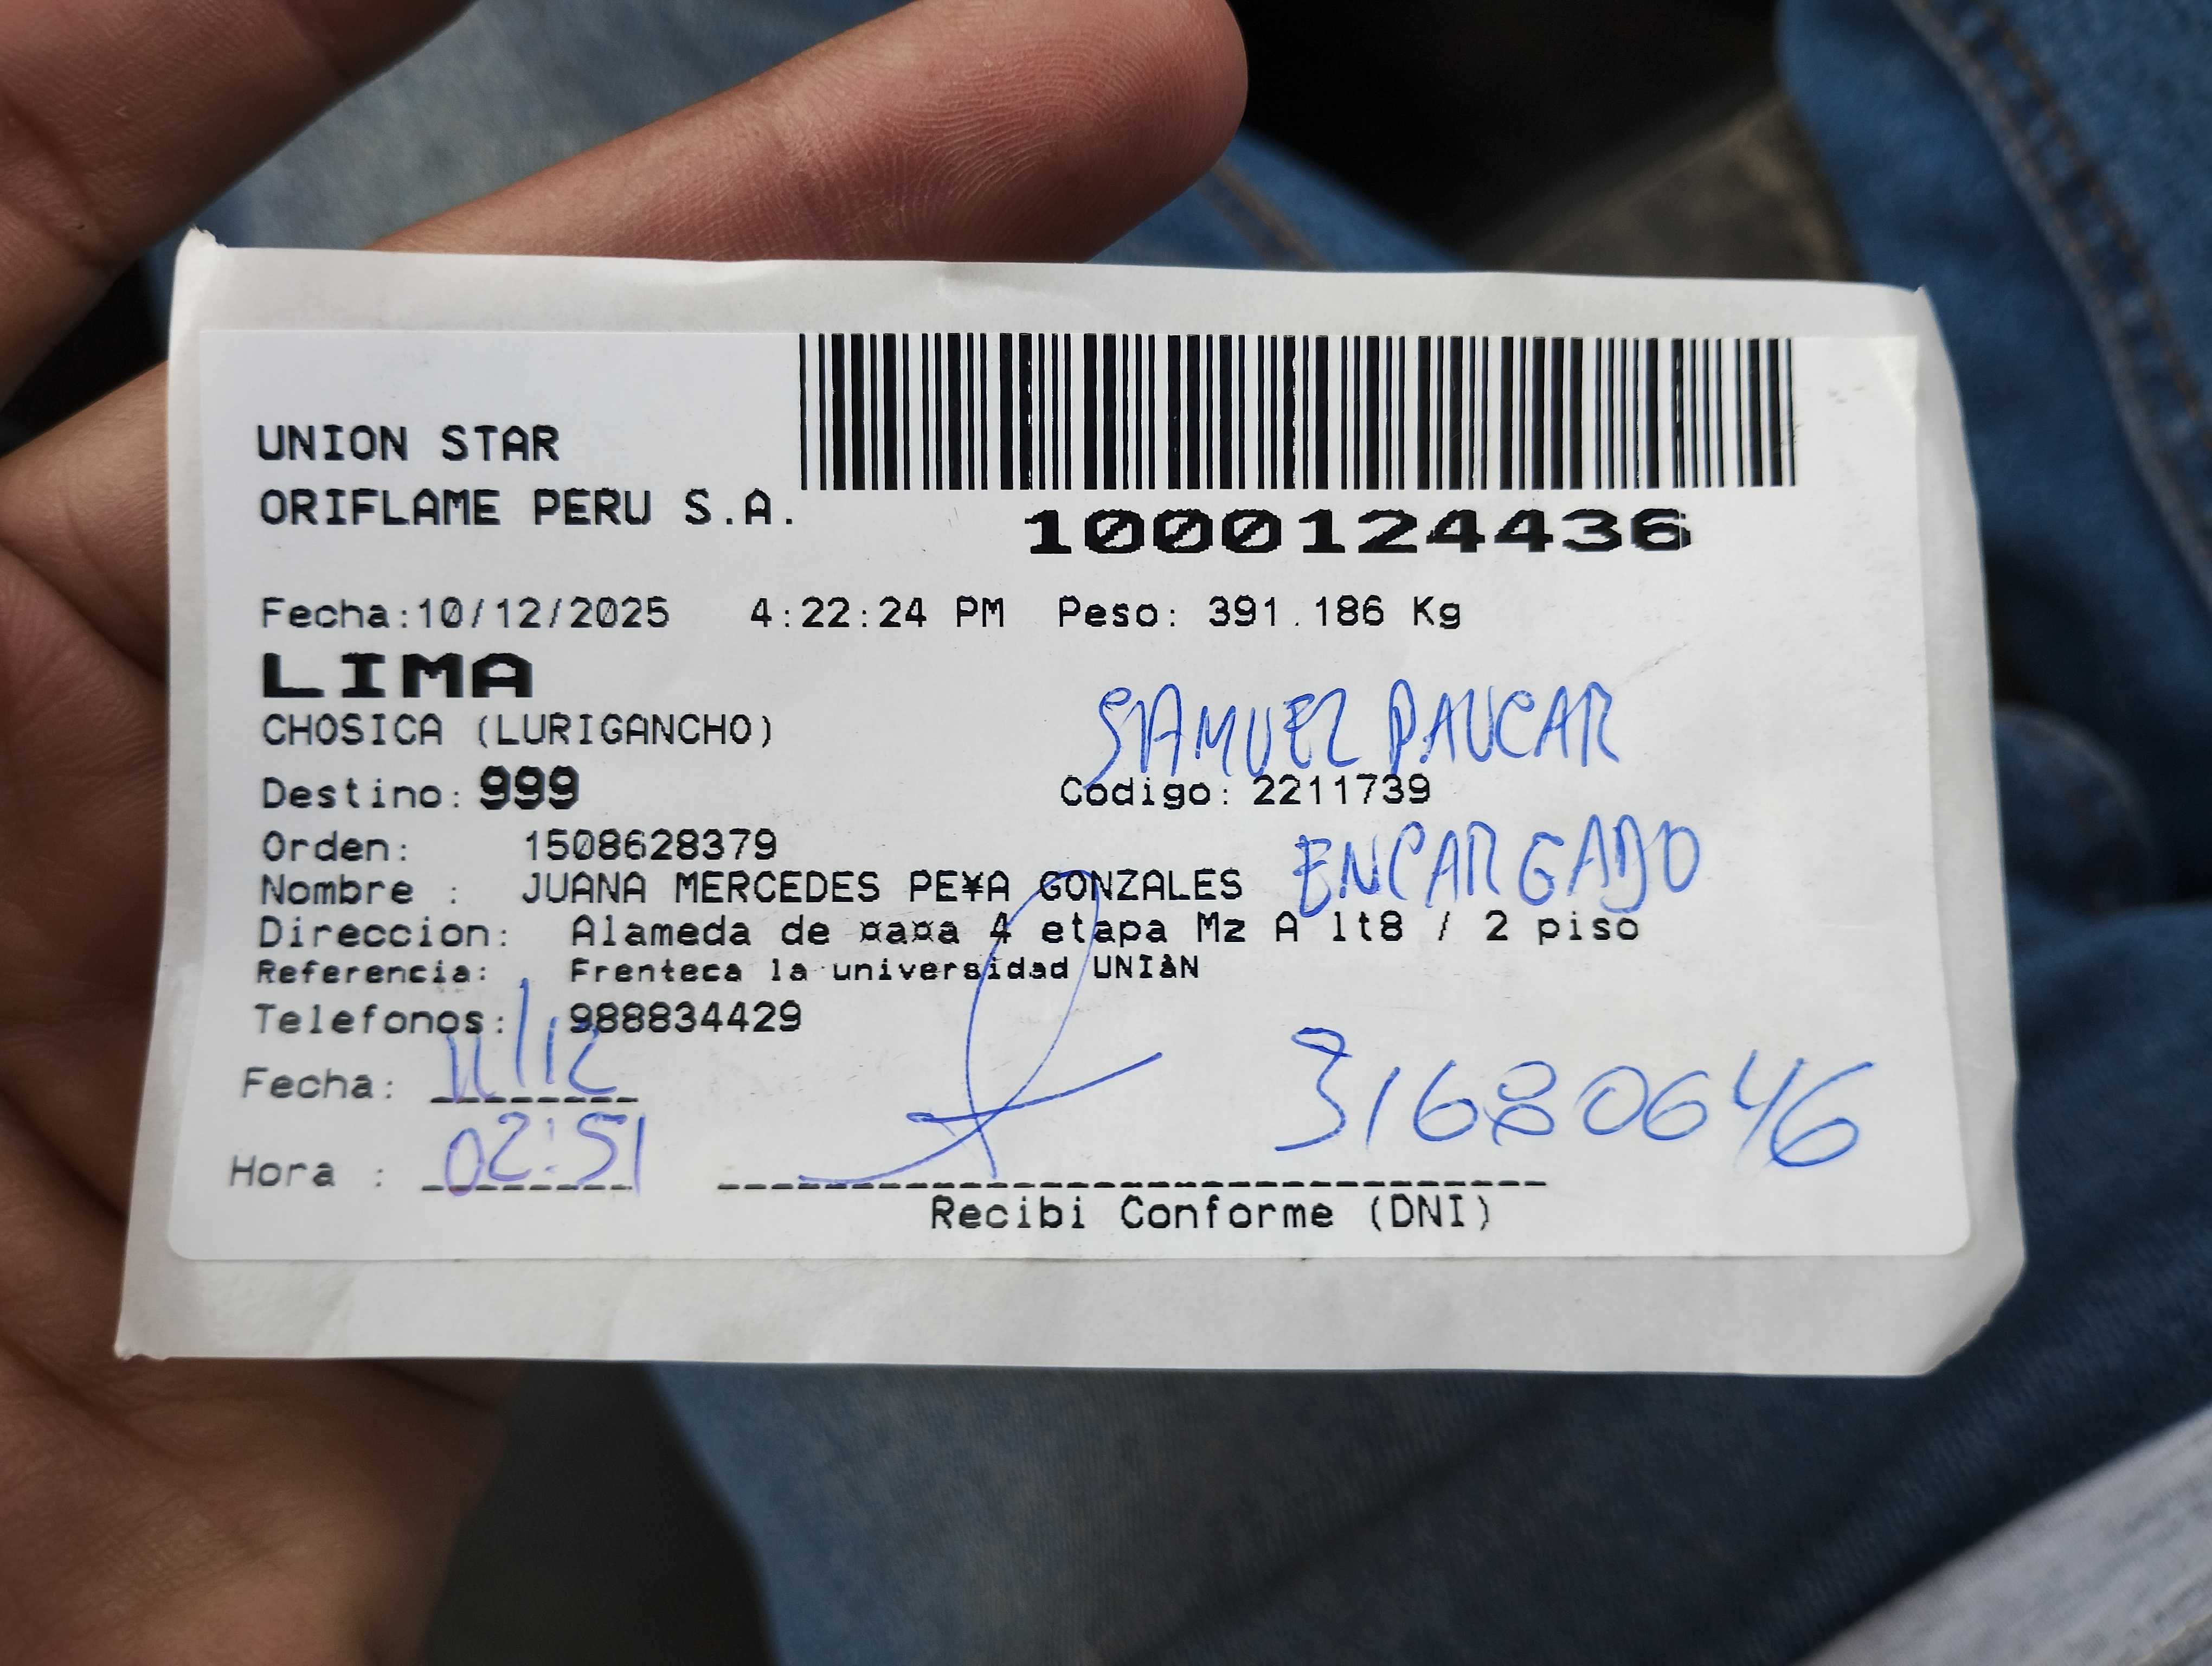 UNION STAR
ORIFLAME PERU S.A.
1000124436
Fecha:10/12/2025 4:22:24 PM Peso: 391.186 Kg
LIMA
CHOSICA (LURIGANCHO)
SAMUEL PAUCAR
Destino: 999 Codigo: 2211739
Orden: 1508628379
ENCARGADO
Nombre : JUANA MERCEDES PE¥A GONZALES
Direccion: Alameda de ¤a¤a 4 etapa Mz A lt8 / 2 piso
Referencia: Frenteca la universidad UNIàN
Telefonos: 988834429
Fecha: 11/12
31680646
Hora : 02:51
Recibi Conforme (DNI)